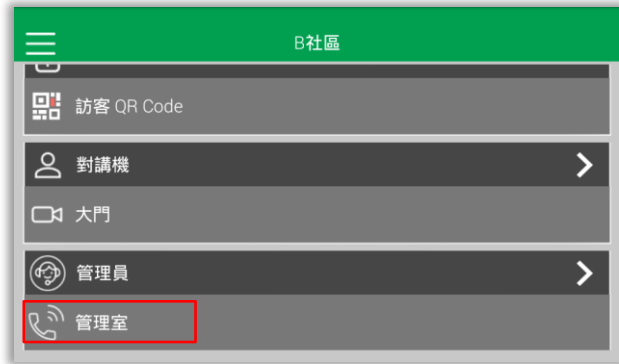 B社區
訪客 QR Code
對講機
大門
管理員
管理室